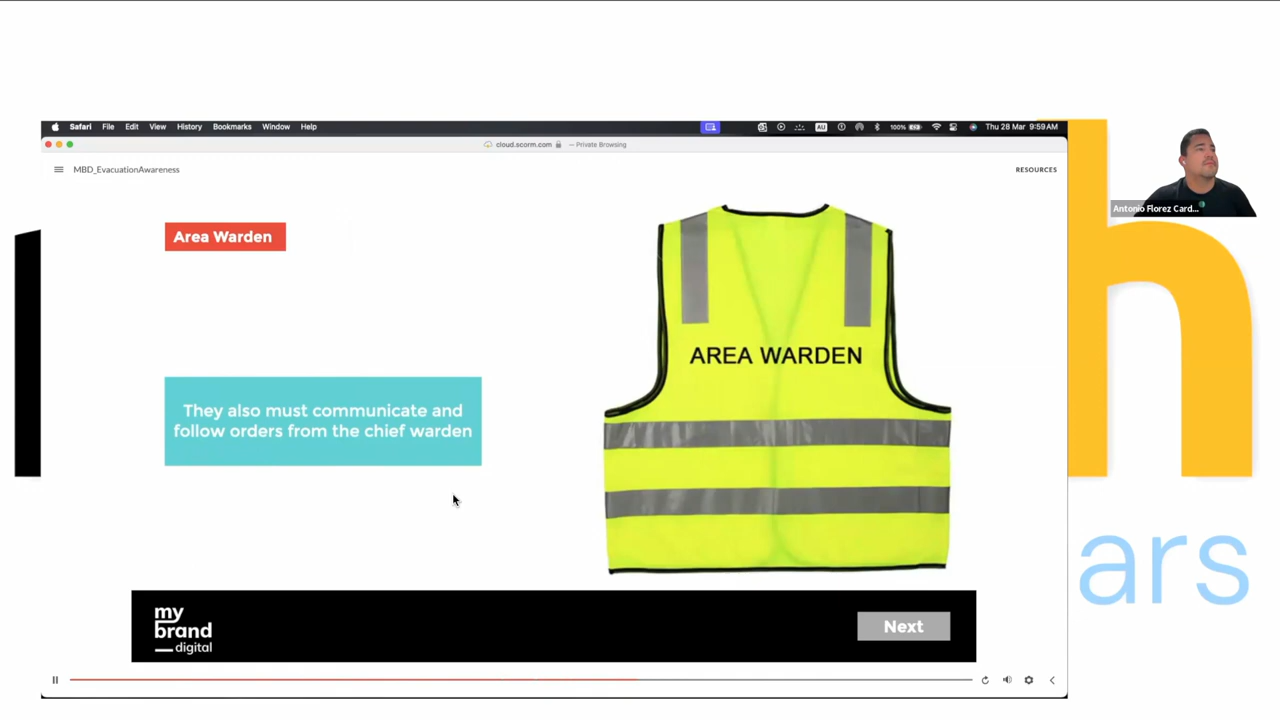 Safari File Edit View History Bookmarks Window Help AU 100% Thu 28 Mar 9:59 AM
cloud.scorm.com — Private Browsing
MBD_EvacuationAwareness
RESOURCES
Antonio Florez Card...
Area Warden
AREA WARDEN
They also must communicate and
follow orders from the chief warden
h
ars
my
brand
digital
Next